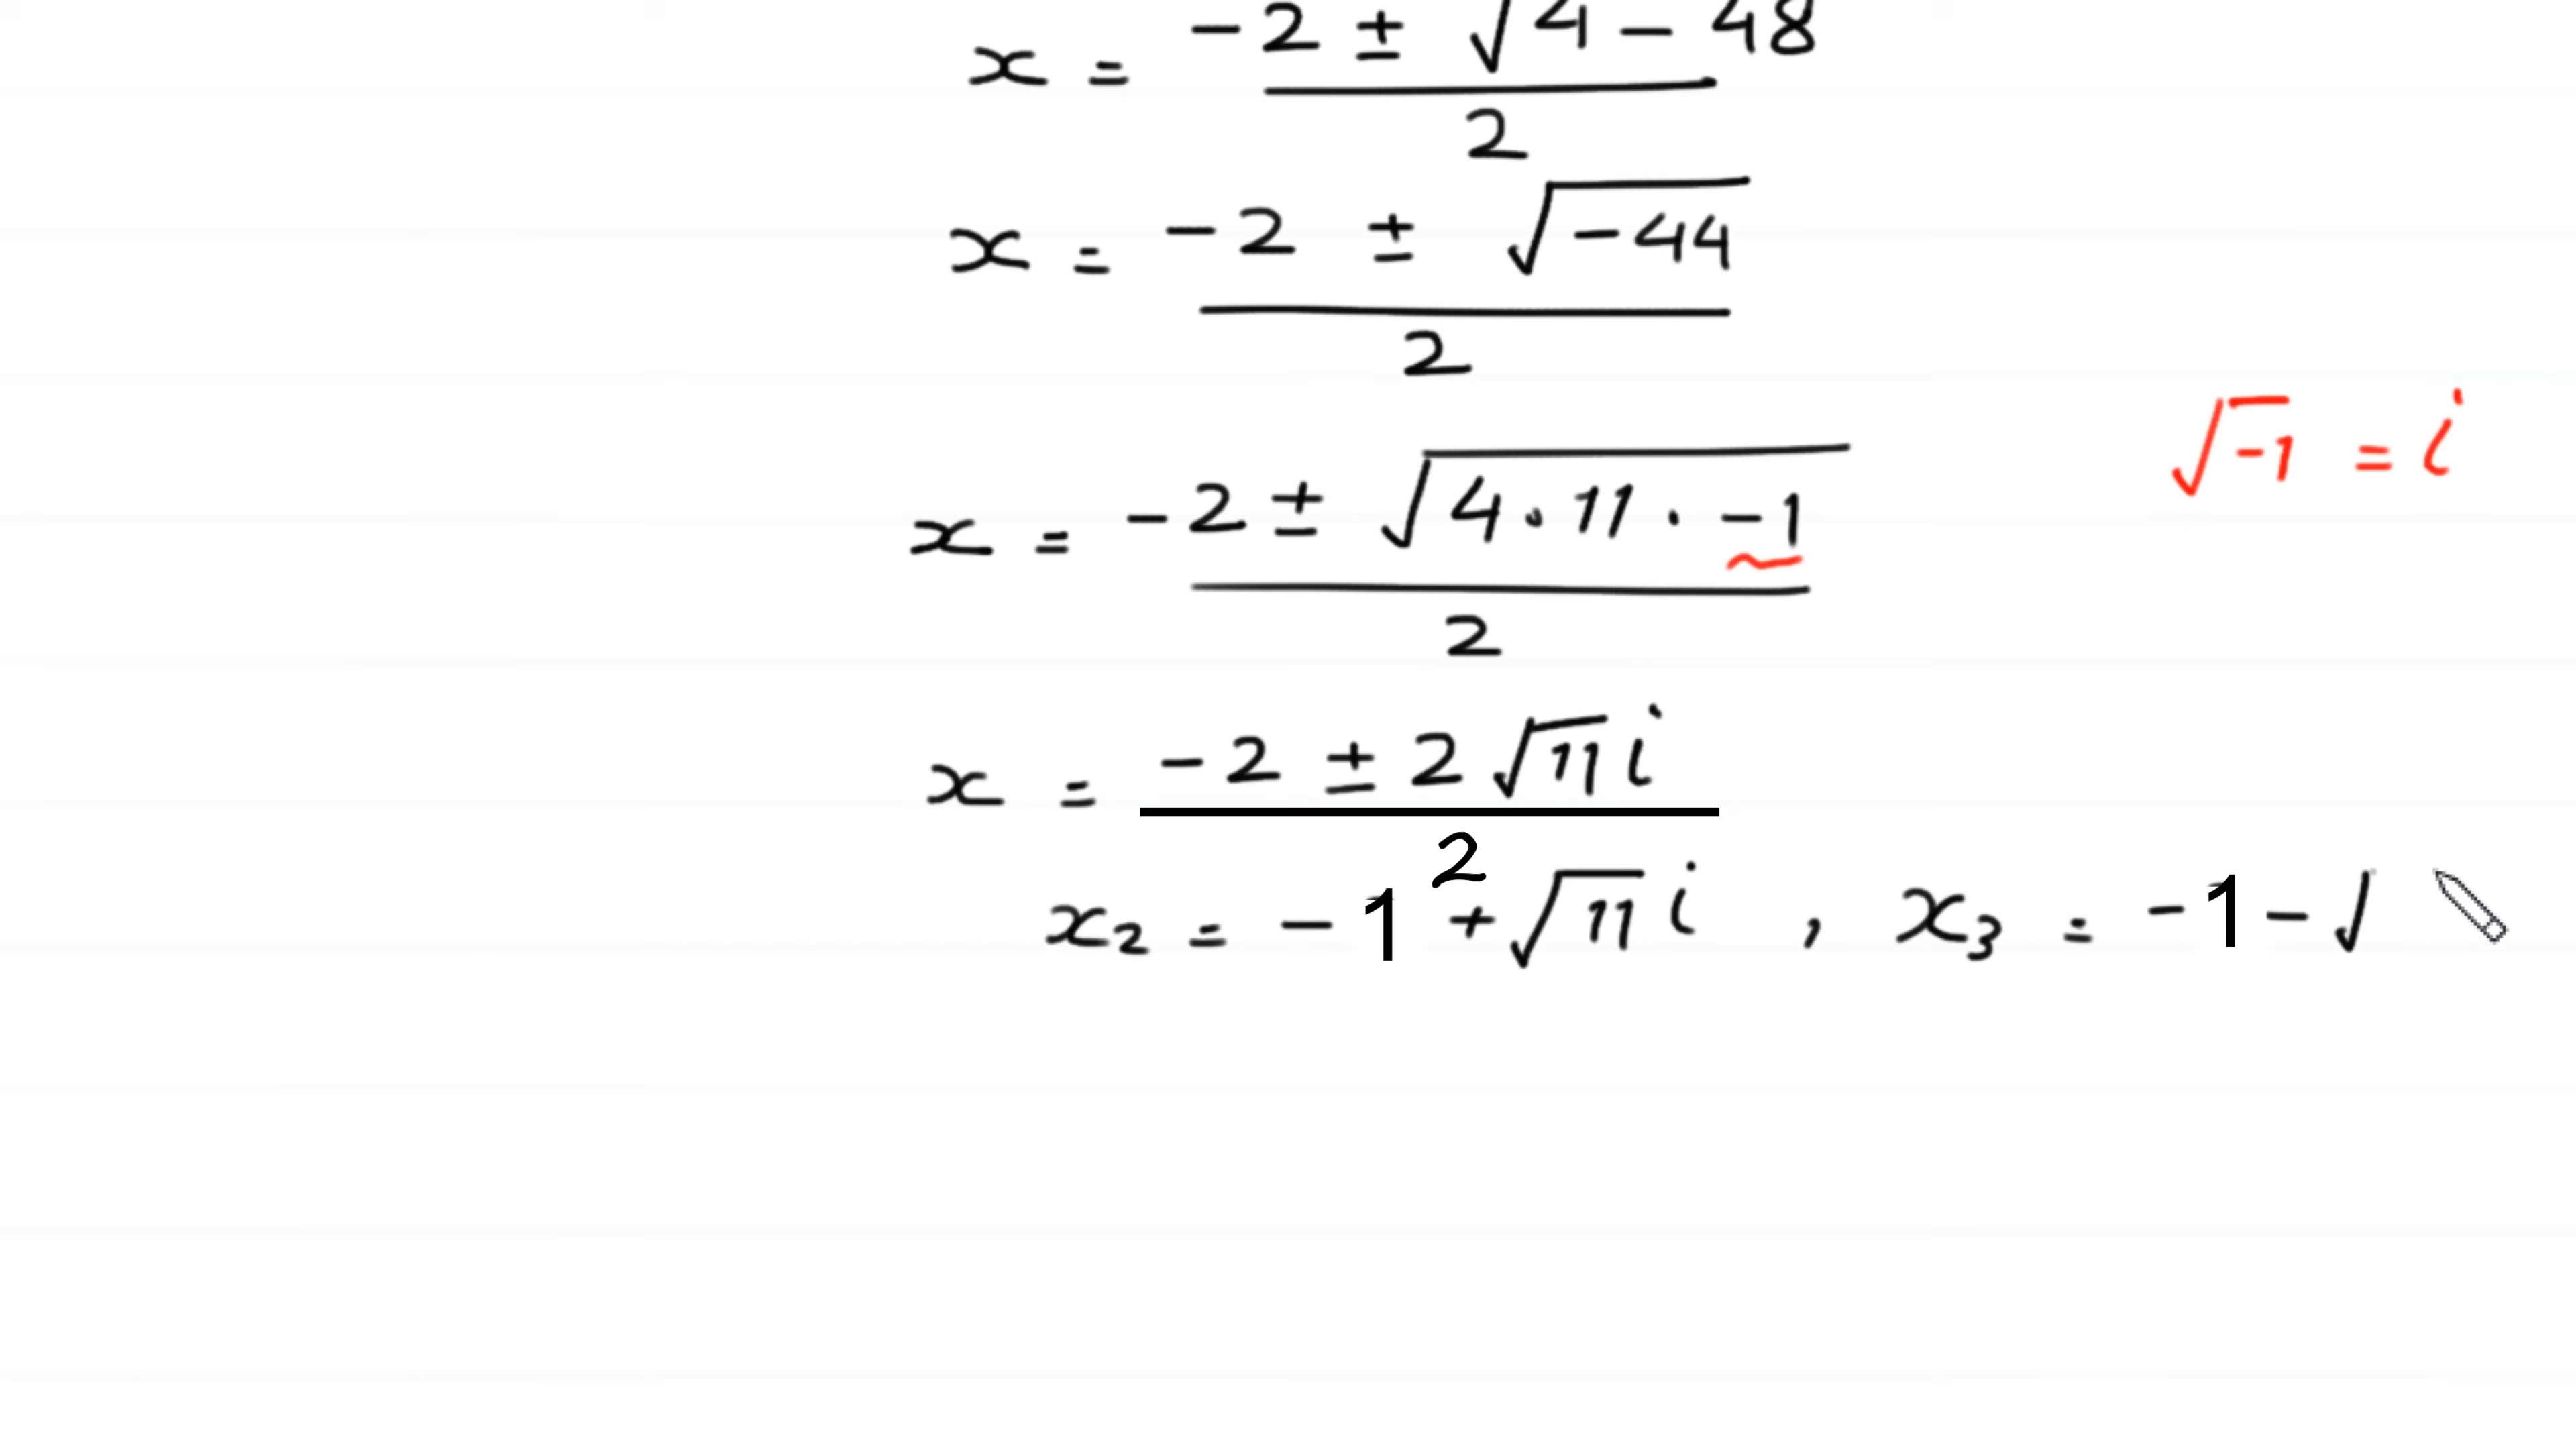 x = -2 ± √4 - 48
2
x = -2 ± √-44
2
√-1 = i
x = -2 ± √4 · 11 · -1
2
x = -2 ± 2 √11 i
2
x₂ = - 1 + √11 i , x₃ = - 1 - √